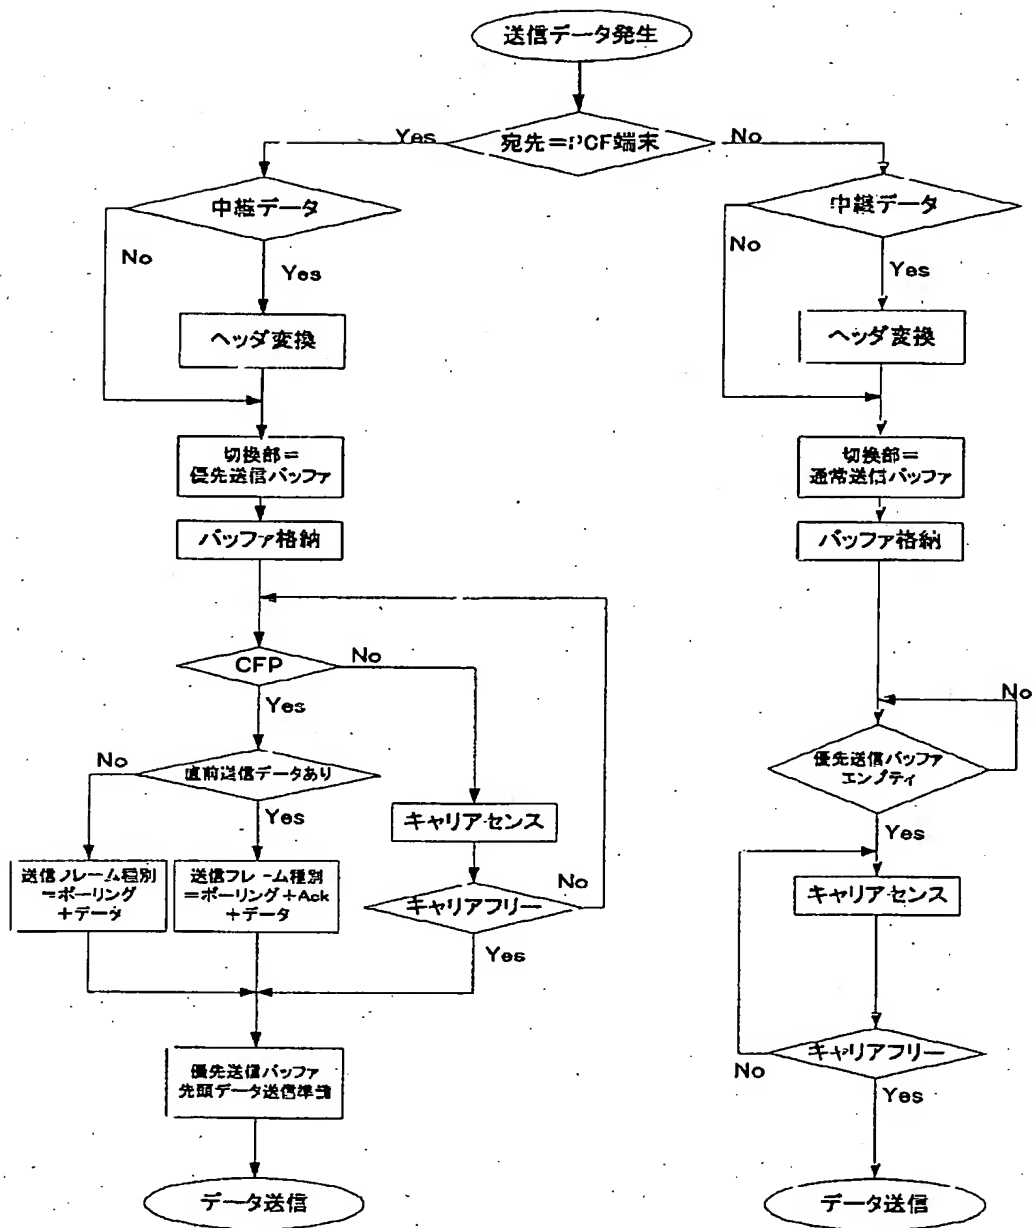 送信データ発生
Yes
宛先=PCF端末
No
中継データ
No
Yes
ヘッダ変換
切換部=
優先送信バッファ
バッファ格納
CFP
No
Yes
No
直前送信データあり
Yes
送信フレーム種別
=ポーリング
+データ
送信フレーム種別
=ポーリング+Ack
+データ
キャリアセンス
キャリアフリー
No
Yes
優先送信バッファ
先頭データ送信準備
データ送信
中継データ
No
Yes
ヘッダ変換
切換部=
通常送信バッファ
バッファ格納
No
優先送信バッファ
エンプティ
Yes
キャリアセンス
キャリアフリー
No
Yes
データ送信